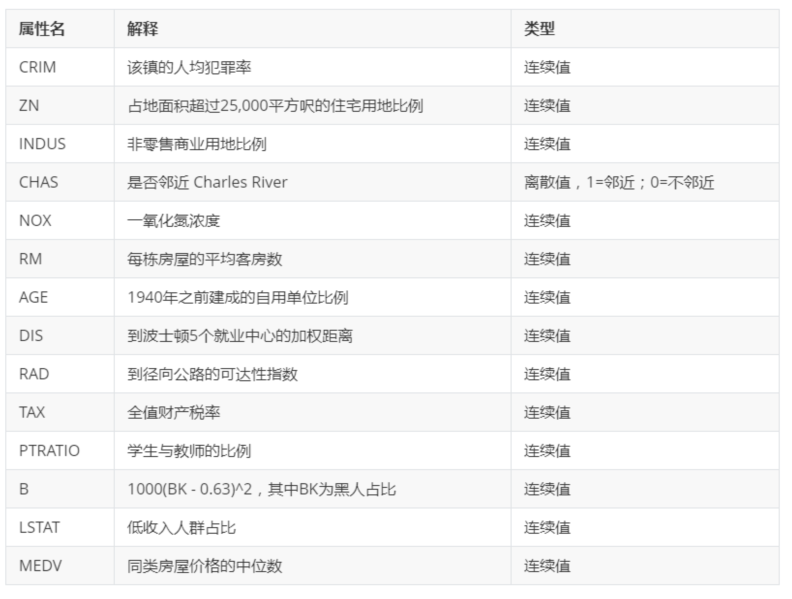 属性名 解释 类型
CRIM 该镇的人均犯罪率 连续值
ZN 占地面积超过25,000平方呎的住宅用地比例 连续值
INDUS 非零售商业用地比例 连续值
CHAS 是否邻近 Charles River 离散值，1=邻近；0=不邻近
NOX 一氧化氮浓度 连续值
RM 每栋房屋的平均客房数 连续值
AGE 1940年之前建成的自用单位比例 连续值
DIS 到波士顿5个就业中心的加权距离 连续值
RAD 到径向公路的可达性指数 连续值
TAX 全值财产税率 连续值
PTRATIO 学生与教师的比例 连续值
B 1000(BK - 0.63)^2，其中BK为黑人占比 连续值
LSTAT 低收入人群占比 连续值
MEDV 同类房屋价格的中位数 连续值